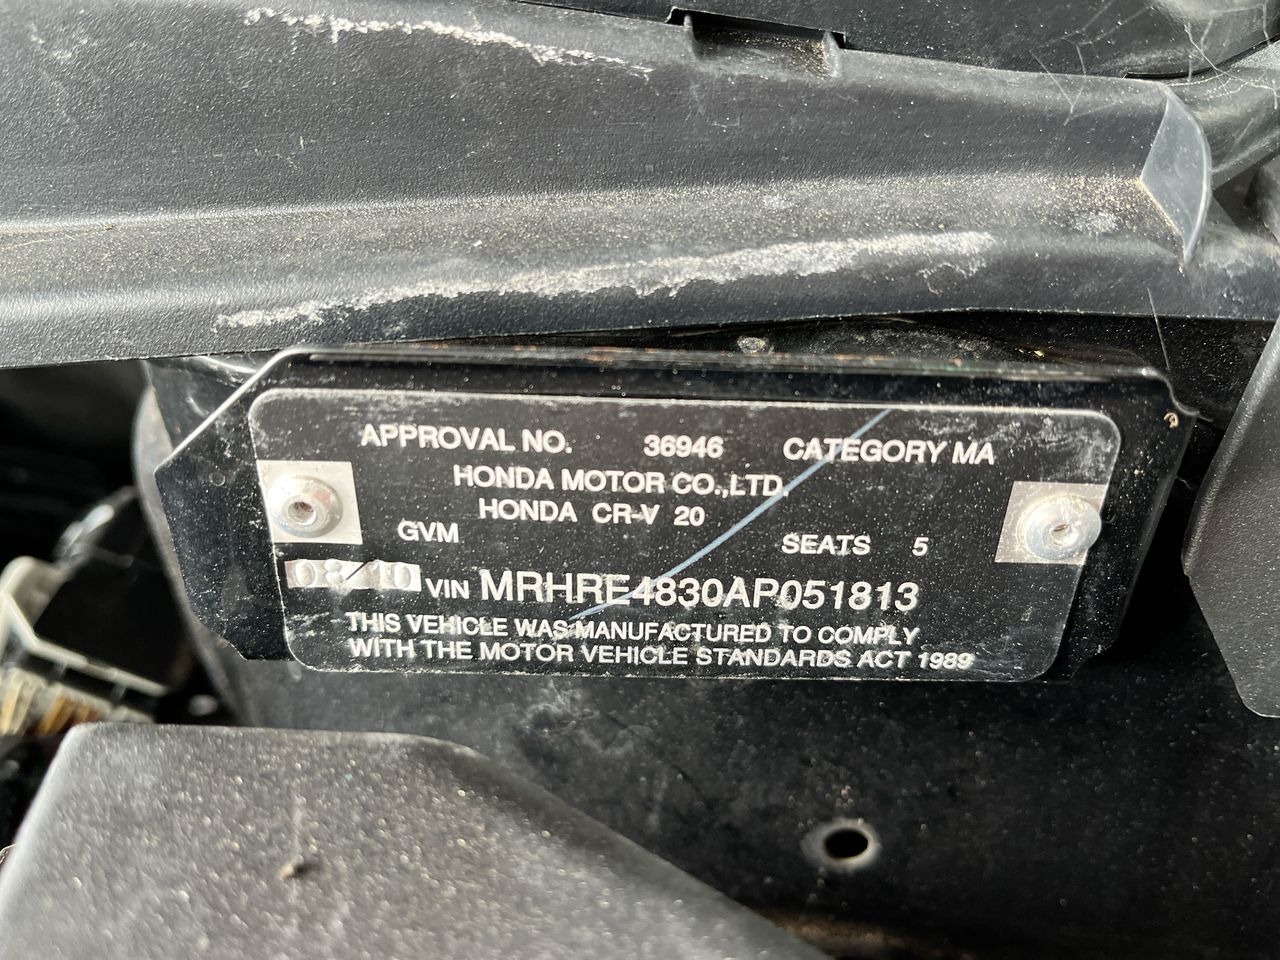 APPROVAL NO. 36946 CATEGORY MA
HONDA MOTOR CO.,LTD.
HONDA CR-V 20
GVM SEATS 5
08/10 VIN MRHRE4830AP051813
THIS VEHICLE WAS MANUFACTURED TO COMPLY
WITH THE MOTOR VEHICLE STANDARDS ACT 1989